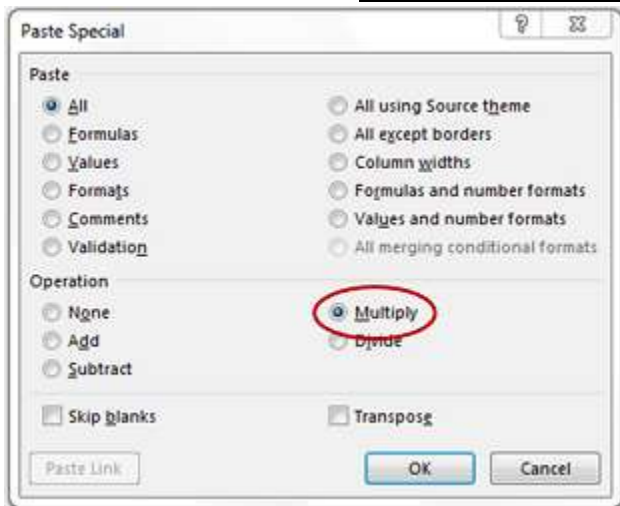 Paste Special
Paste
All
All using Source theme
Formulas
All except borders
Values
Column widths
Formats
Formulas and number formats
Comments
Values and number formats
Validation
All merging conditional formats
Operation
None
Multiply
Add
Divide
Subtract
Skip blanks
Transpose
Paste Link
OK
Cancel